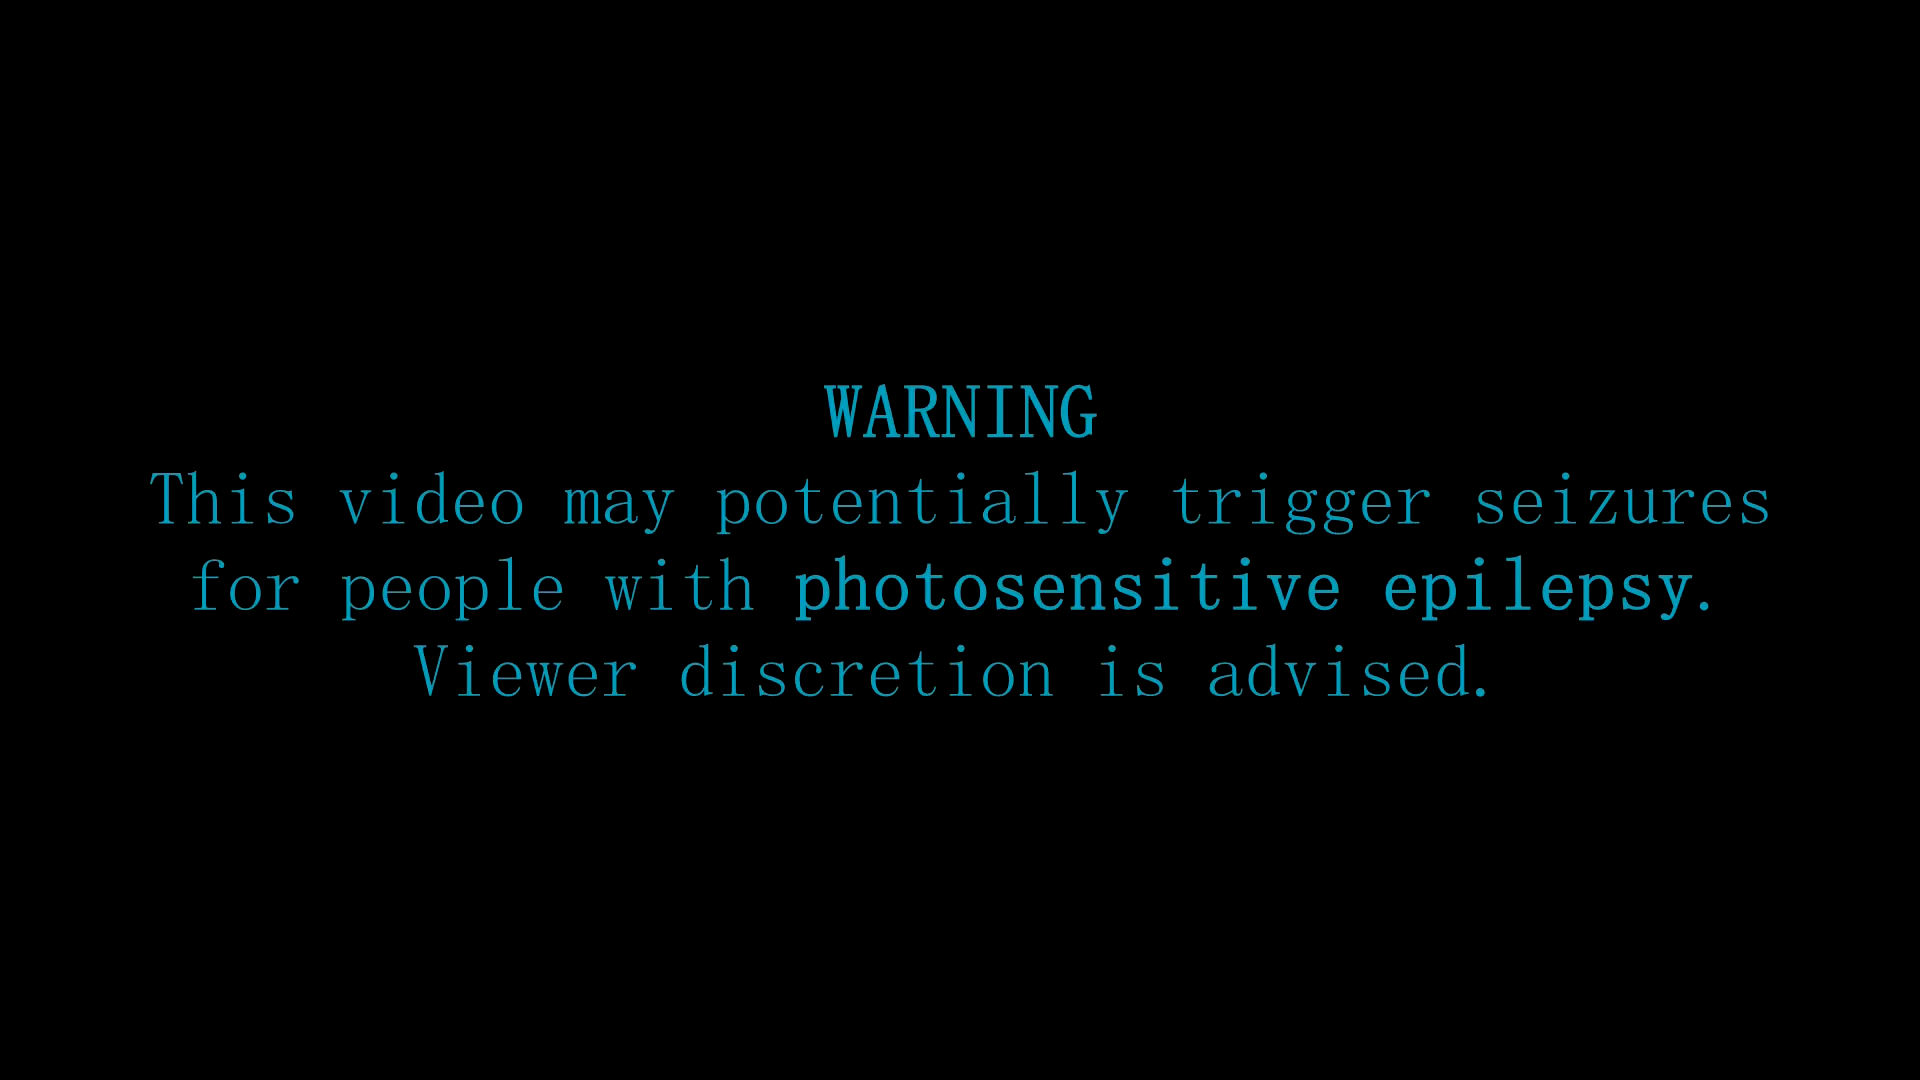 WARNING
This video may potentially trigger seizures
for people with photosensitive epilepsy.
Viewer discretion is advised.